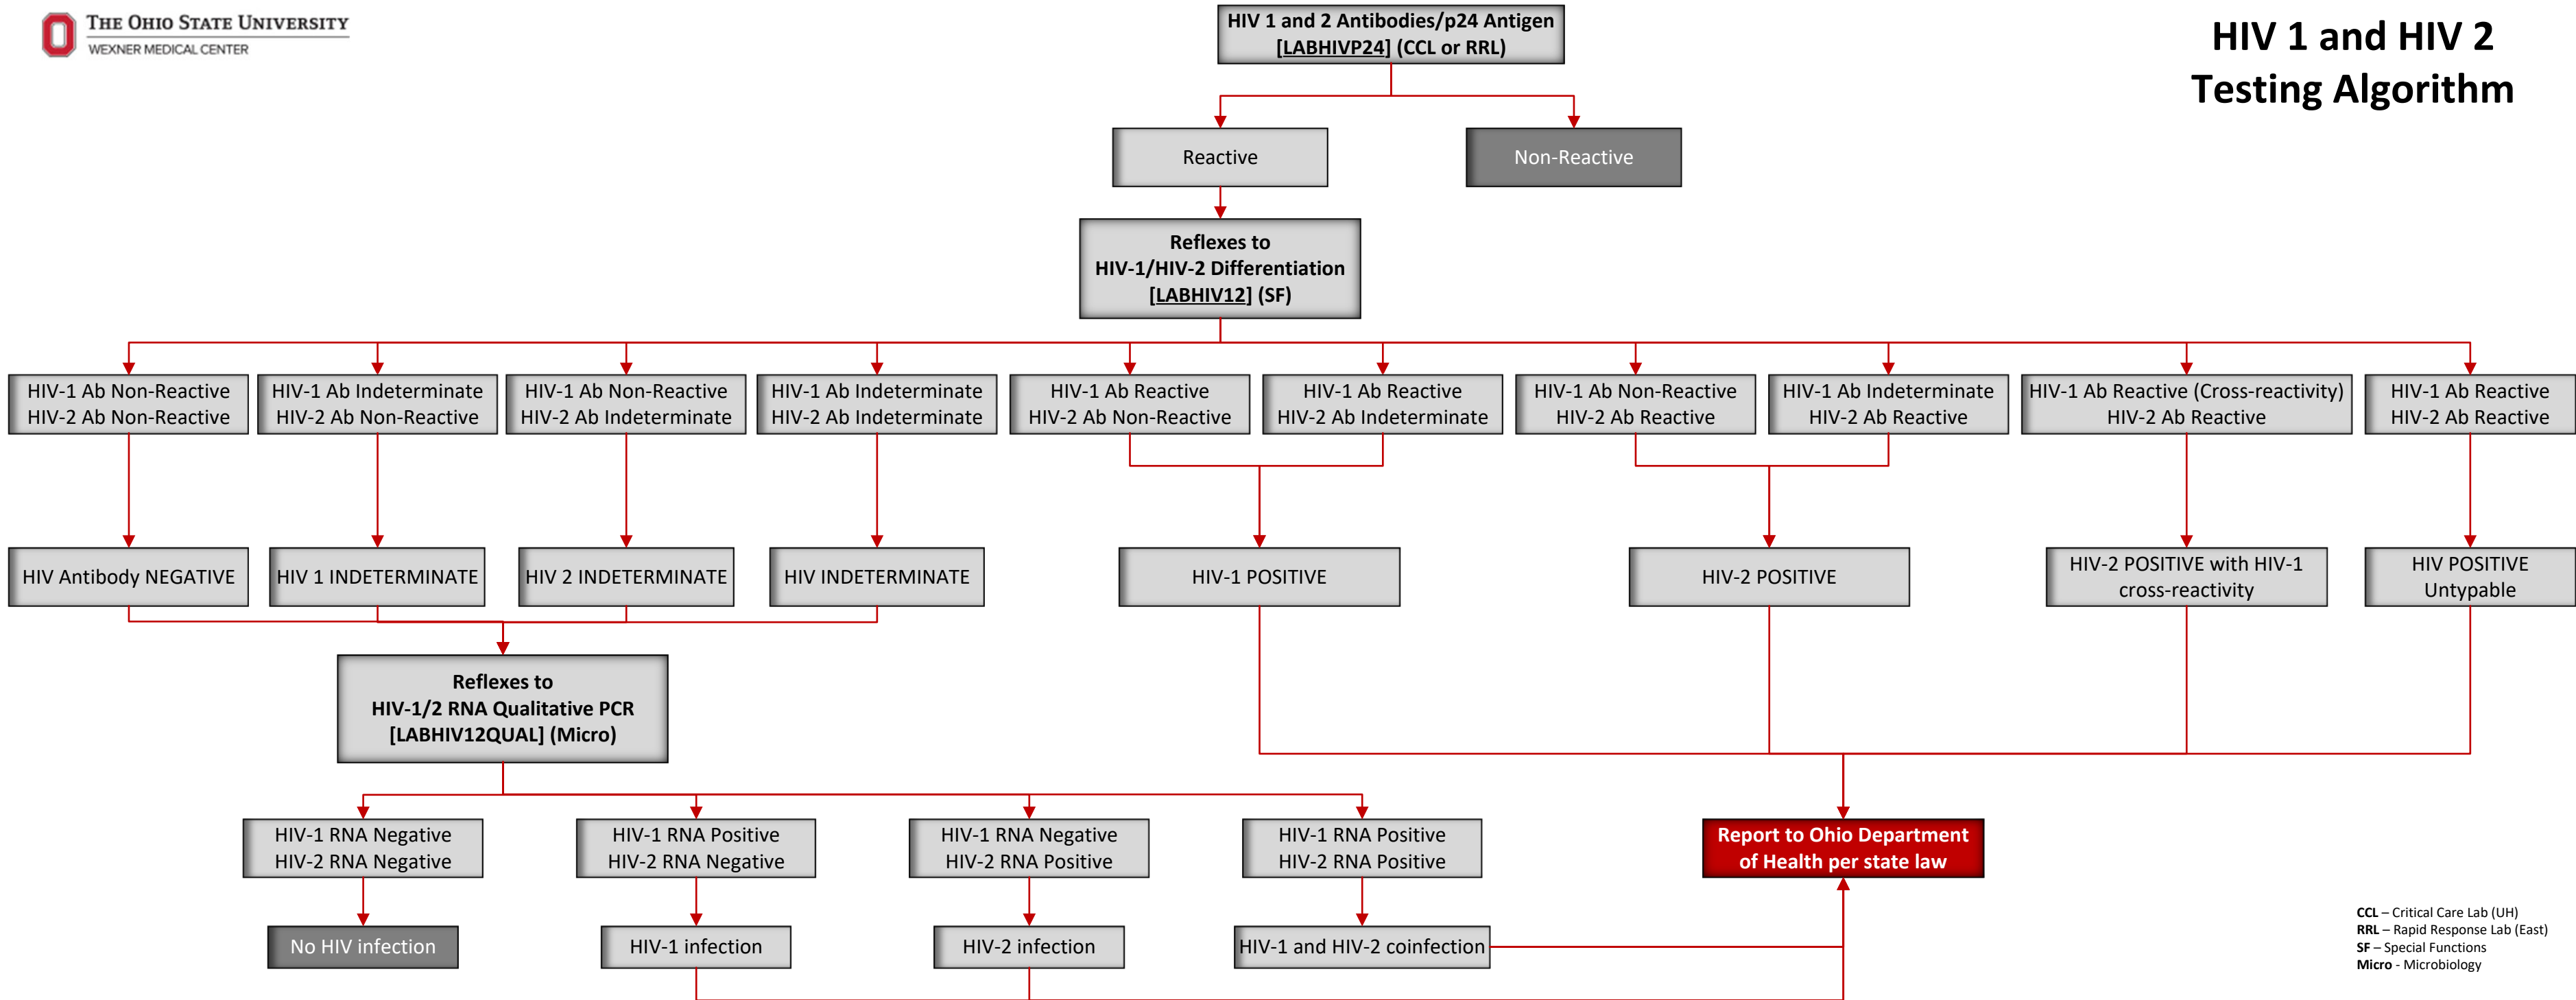 THE OHIO STATE UNIVERSITY
WEXNER MEDICAL CENTER
HIV 1 and HIV 2
Testing Algorithm
HIV 1 and 2 Antibodies/p24 Antigen
[LABHIVP24] (CCL or RRL)
Reactive
Non-Reactive
Reflexes to
HIV-1/HIV-2 Differentiation
[LABHIV12] (SF)
HIV-1 Ab Non-Reactive
HIV-2 Ab Non-Reactive
HIV-1 Ab Indeterminate
HIV-2 Ab Non-Reactive
HIV-1 Ab Non-Reactive
HIV-2 Ab Indeterminate
HIV-1 Ab Indeterminate
HIV-2 Ab Indeterminate
HIV-1 Ab Reactive
HIV-2 Ab Non-Reactive
HIV-1 Ab Reactive
HIV-2 Ab Indeterminate
HIV-1 Ab Non-Reactive
HIV-2 Ab Reactive
HIV-1 Ab Indeterminate
HIV-2 Ab Reactive
HIV-1 Ab Reactive (Cross-reactivity)
HIV-2 Ab Reactive
HIV-1 Ab Reactive
HIV-2 Ab Reactive
HIV Antibody NEGATIVE
HIV 1 INDETERMINATE
HIV 2 INDETERMINATE
HIV INDETERMINATE
HIV-1 POSITIVE
HIV-2 POSITIVE
HIV-2 POSITIVE with HIV-1
cross-reactivity
HIV POSITIVE
Untypable
Reflexes to
HIV-1/2 RNA Qualitative PCR
[LABHIV12QUAL] (Micro)
HIV-1 RNA Negative
HIV-2 RNA Negative
HIV-1 RNA Positive
HIV-2 RNA Negative
HIV-1 RNA Negative
HIV-2 RNA Positive
HIV-1 RNA Positive
HIV-2 RNA Positive
Report to Ohio Department
of Health per state law
No HIV infection
HIV-1 infection
HIV-2 infection
HIV-1 and HIV-2 coinfection
CCL – Critical Care Lab (UH)
RRL – Rapid Response Lab (East)
SF – Special Functions
Micro - Microbiology